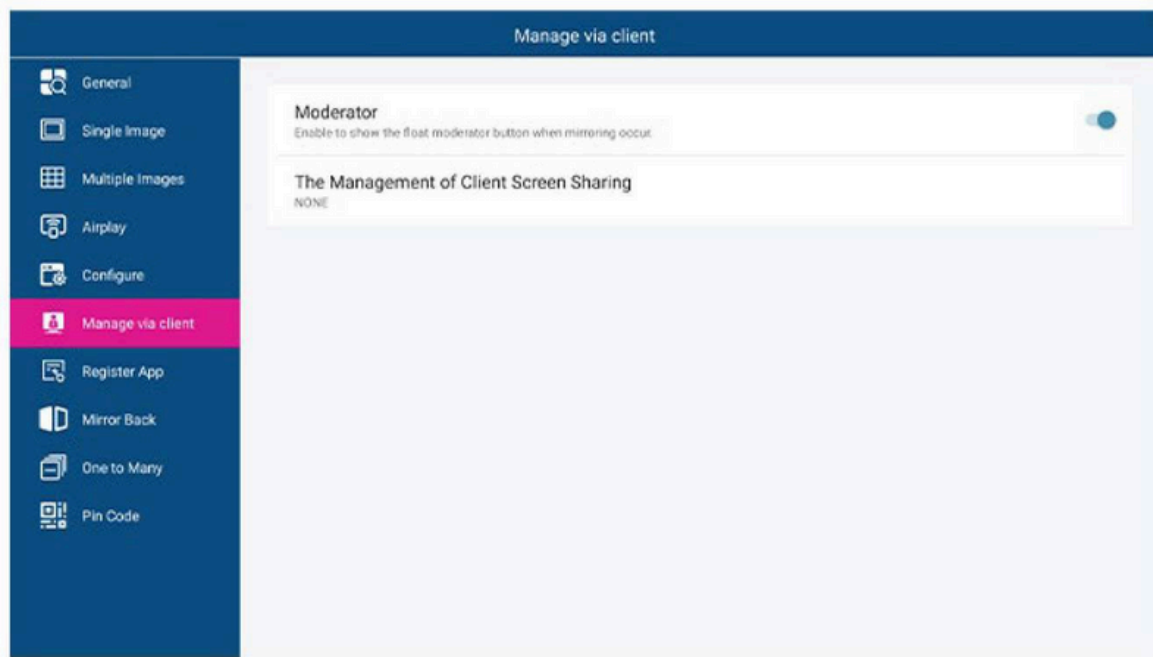 Manage via client
General
Single Image
Multiple Images
Airplay
Configure
Manage via client
Register App
Mirror Back
One to Many
Pin Code
Moderator
Enable to show the float moderator button when mirroring occur.
The Management of Client Screen Sharing
NONE